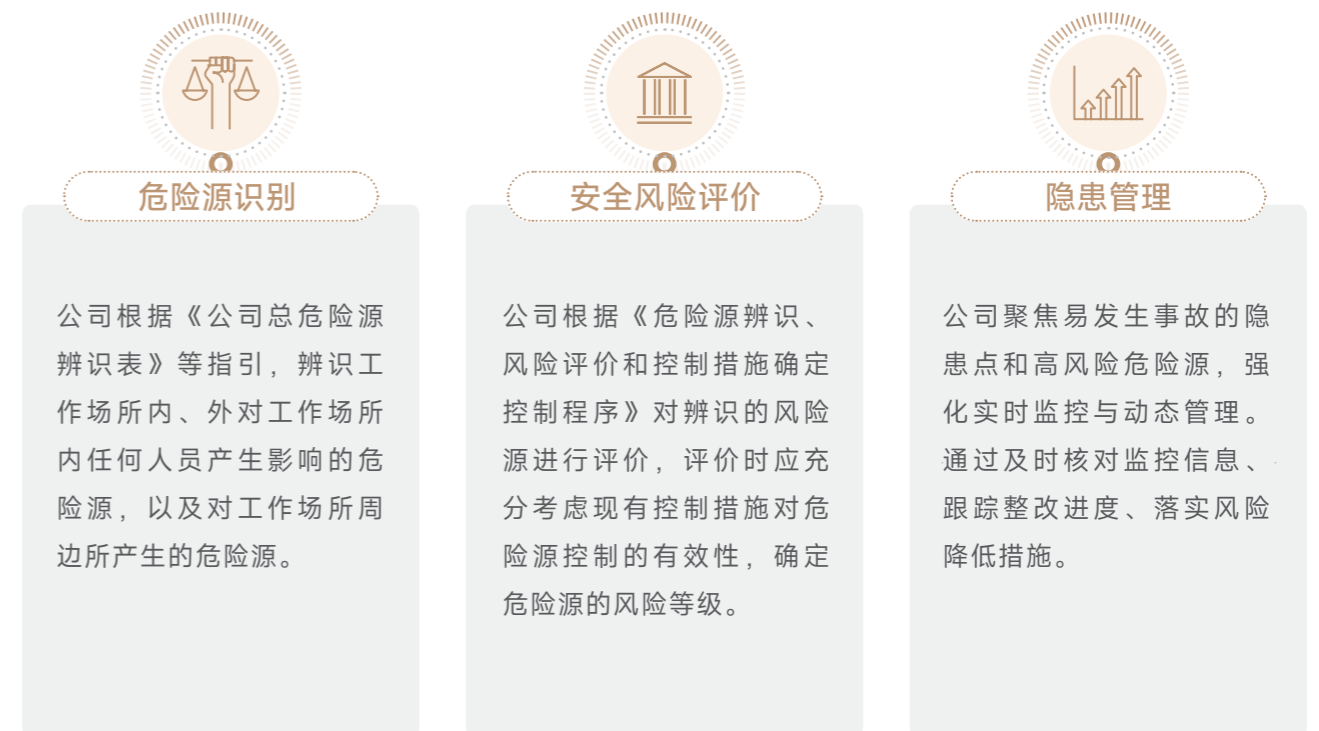 危险源识别
公司根据《公司总危险源
辨识表》等指引，辨识工
作场所内、外对工作场所
内任何人员产生影响的危
险源，以及对工作场所周
边所产生的危险源。
安全风险评价
公司根据《危险源辨识、
风险评价和控制措施确定
控制程序》对辨识的风险
源进行评价，评价时应充
分考虑现有控制措施对危
险源控制的有效性，确定
危险源的风险等级。
隐患管理
公司聚焦易发生事故的隐
患点和高风险危险源，强
化实时监控与动态管理。
通过及时核对监控信息、
跟踪整改进度、落实风险
降低措施。